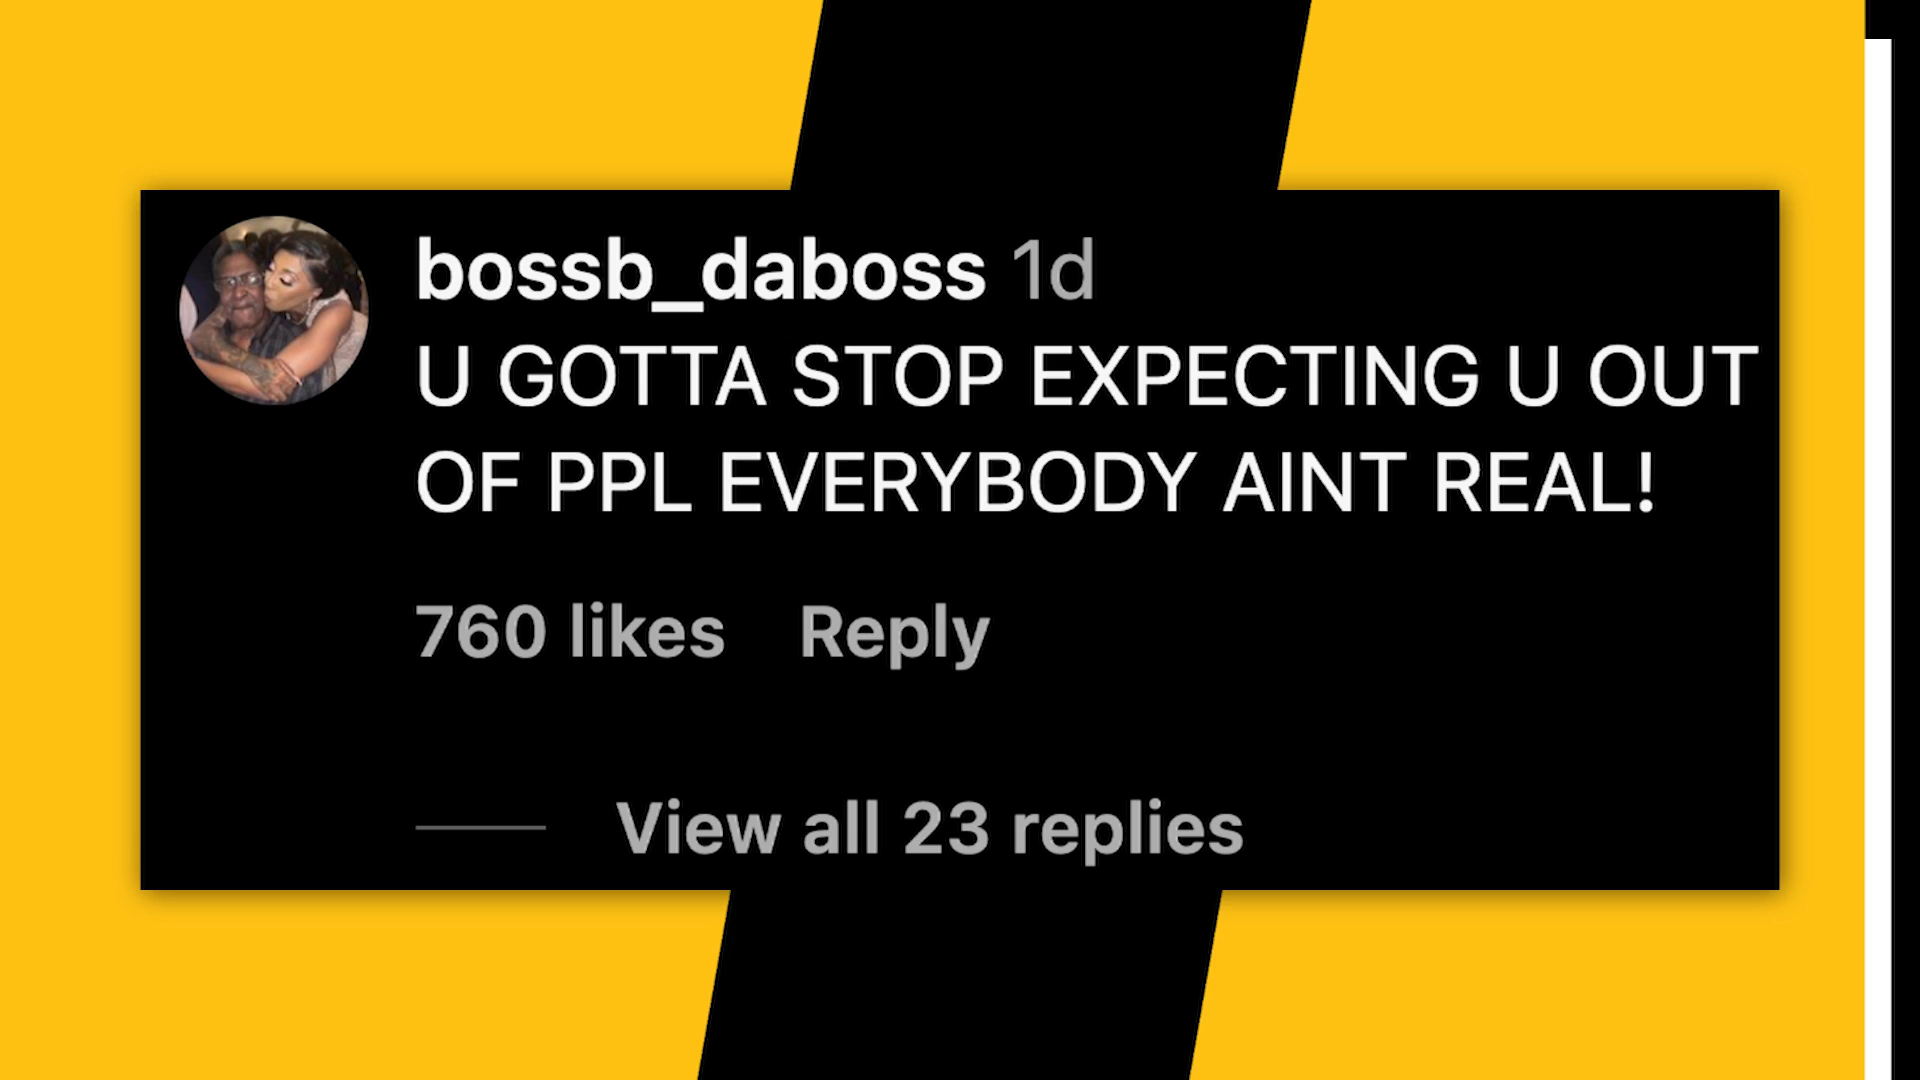 bossb_daboss 1d
U GOTTA STOP EXPECTING U OUT
OF PPL EVERYBODY AINT REAL!
760 likes Reply
View all 23 replies